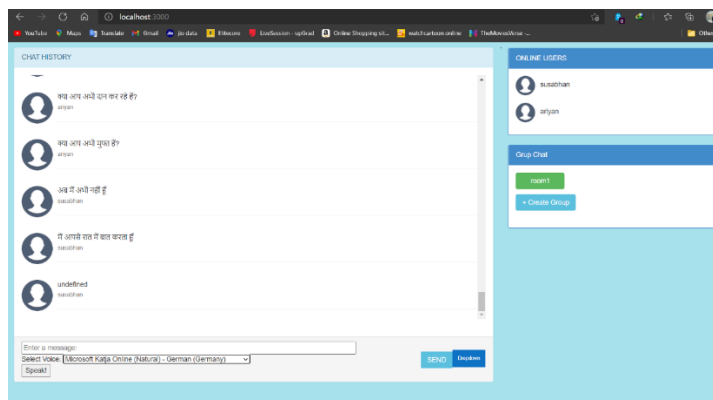 localhost:3000
YouTube
Maps
Translate
Gmail
jio data
Filmcore
LiveSession - upGrad
Online Shopping sit...
watchcartoon online
TheMoviesVerse -...
Other
CHAT HISTORY
क्या आप अभी दान कर रहे हैं?
ariyan
क्या आप अभी मुफ्त हैं?
ariyan
अब मैं अभी नहीं हूँ
susabhan
मैं आपसे रात में बात करता हूँ
susabhan
undefined
susabhan
Enter a message:
Select Voice: Microsoft Katja Online (Natural) - German (Germany)
Speak!
SEND
ONLINE USERS
susabhan
ariyan
Grup Chat
room1
+ Create Group